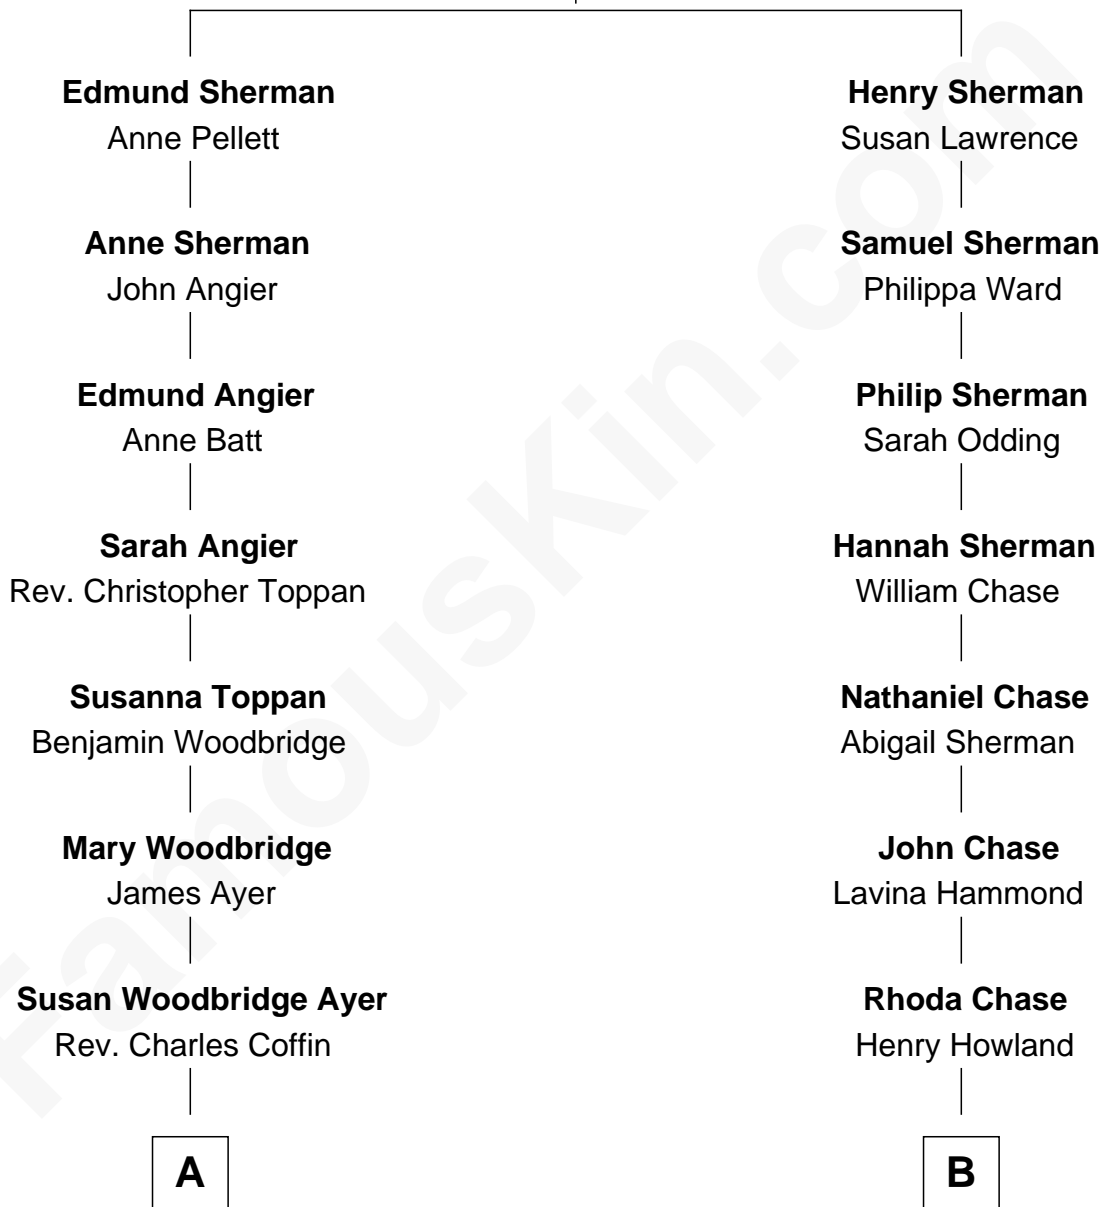 Edmund Sherman
Anne Pellett
Anne Sherman
John Angier
Edmund Angier
Anne Batt
Sarah Angier
Rev. Christopher Toppan
Susanna Toppan
Benjamin Woodbridge
Mary Woodbridge
James Ayer
Susan Woodbridge Ayer
Rev. Charles Coffin
A
Henry Sherman
Susan Lawrence
Samuel Sherman
Philippa Ward
Philip Sherman
Sarah Odding
Hannah Sherman
William Chase
Nathaniel Chase
Abigail Sherman
John Chase
Lavina Hammond
Rhoda Chase
Henry Howland
B
FamousKin.com